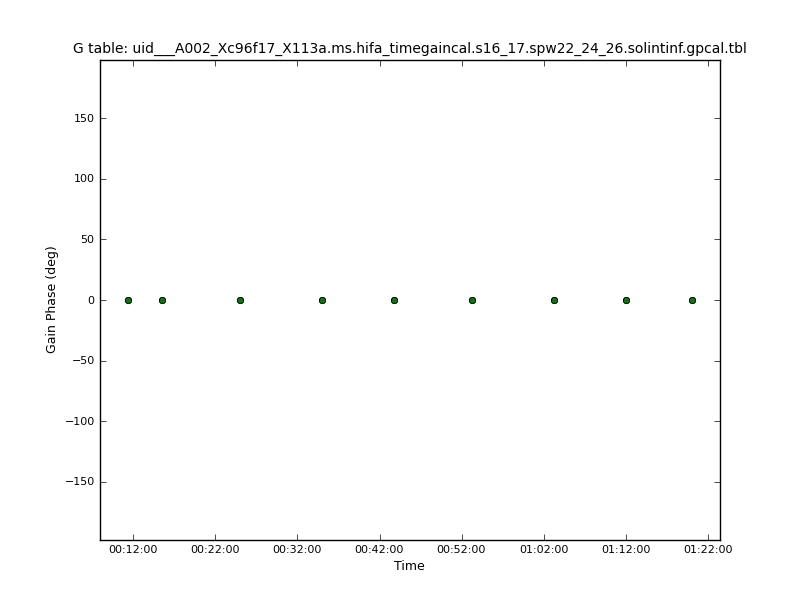 G table: uid___A002_Xc96f17_X113a.ms.hifa_timegaincal.s16_17.spw22_24_26.solintinf.gpcal.tbl
150
100
50
0
−50
−100
−150
Gain Phase (deg)
00:12:00 00:22:00 00:32:00 00:42:00 00:52:00 01:02:00 01:12:00 01:22:00
Time